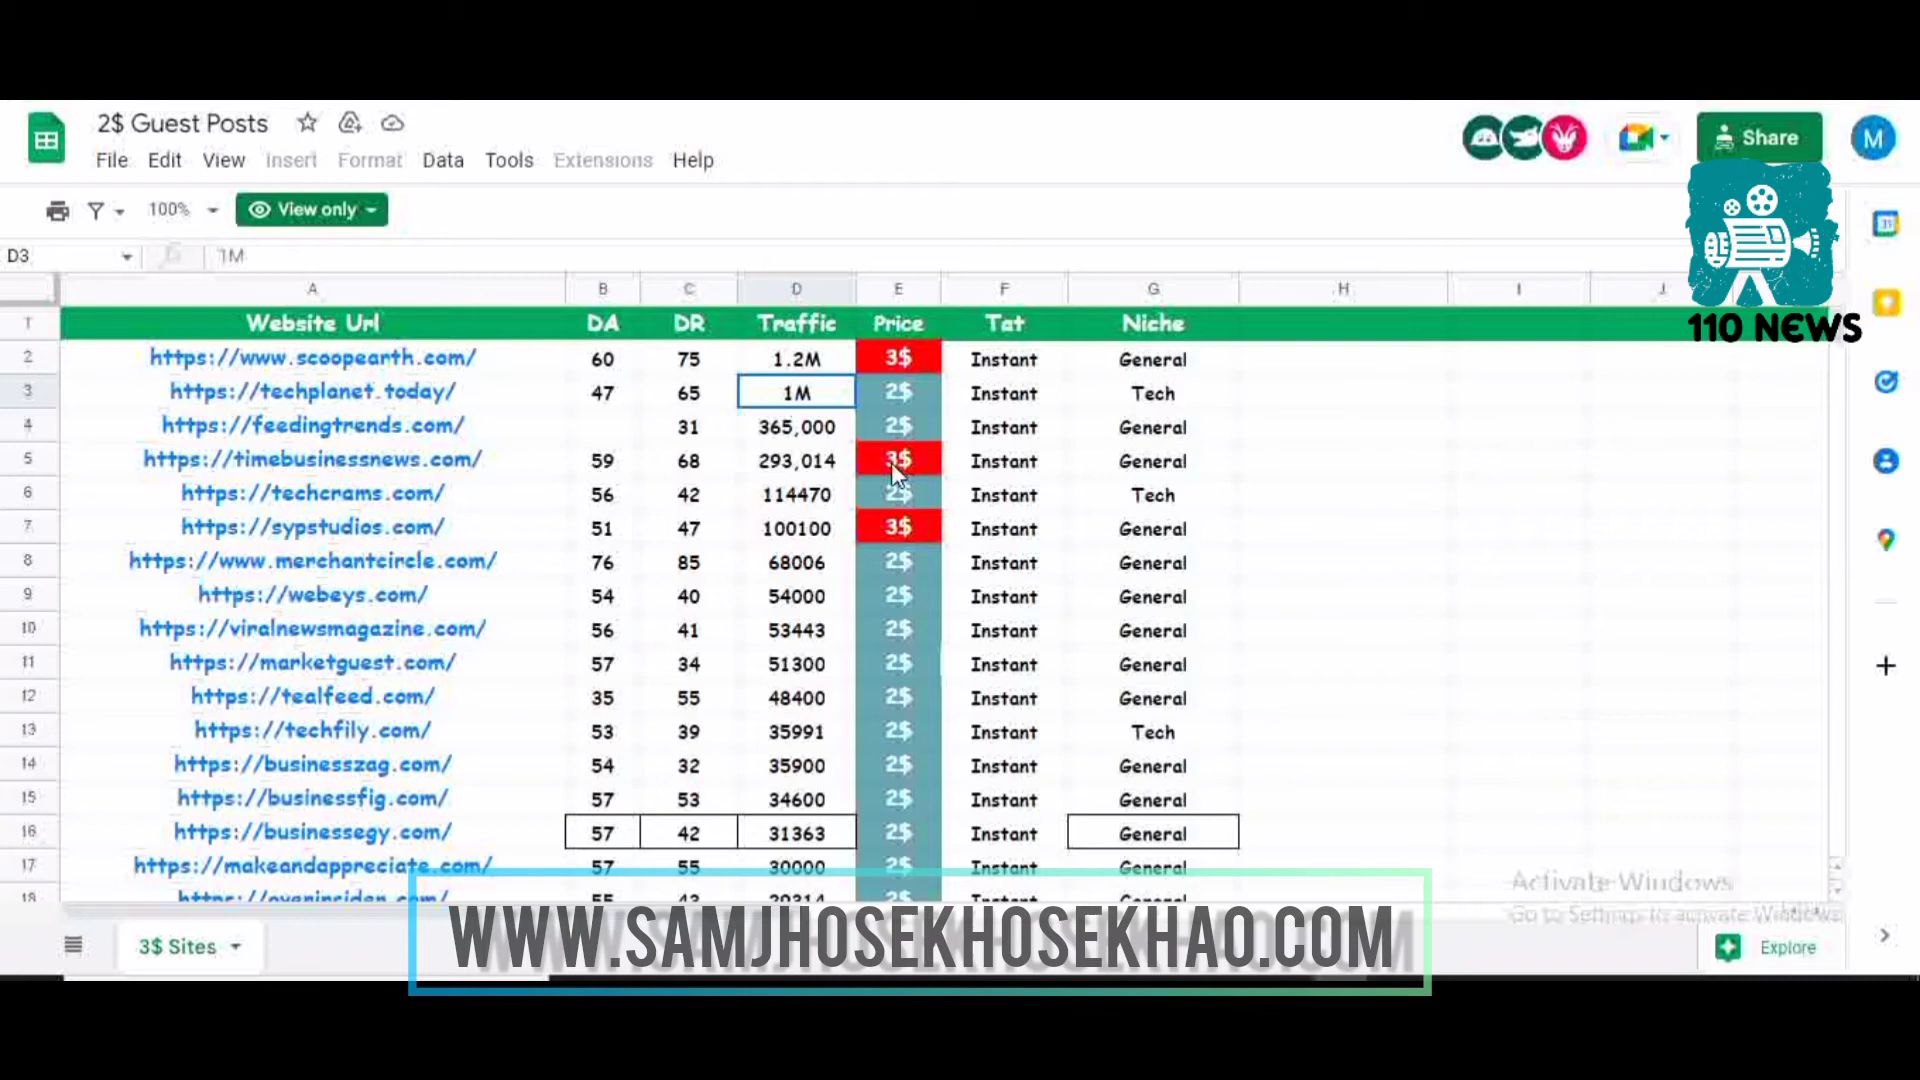 2$ Guest Posts
File Edit View Insert Format Data Tools Extensions Help
Share
M
100% View only
D3 1M
A B C D E F G H I J
110 NEWS
1 Website Url DA DR Traffic Price Tat Niche
2 https://www.scoopearth.com/ 60 75 1.2M 3$ Instant General
3 https://techplanet.today/ 47 65 1M 2$ Instant Tech
4 https://feedingtrends.com/ 31 365,000 2$ Instant General
5 https://timebusinessnews.com/ 59 68 293,014 3$ Instant General
6 https://techcrams.com/ 56 42 114470 2$ Instant Tech
7 https://sypstudios.com/ 51 47 100100 3$ Instant General
8 https://www.merchantcircle.com/ 76 85 68006 2$ Instant General
9 https://webeys.com/ 54 40 54000 2$ Instant General
10 https://viralnewsmagazine.com/ 56 41 53443 2$ Instant General
11 https://marketguest.com/ 57 34 51300 2$ Instant General
12 https://tealfeed.com/ 35 55 48400 2$ Instant General
13 https://techfily.com/ 53 39 35991 2$ Instant Tech
14 https://businesszag.com/ 54 32 35900 2$ Instant General
15 https://businessfig.com/ 57 53 34600 2$ Instant General
16 https://businessegy.com/ 57 42 31363 2$ Instant General
17 https://makeandappreciate.com/ 57 55 30000 2$ Instant General
18
Activate Windows
Go to Settings to activate Windows
WWW.SAMJHOSEKHOSEKHAO.COM
3$ Sites
Explore